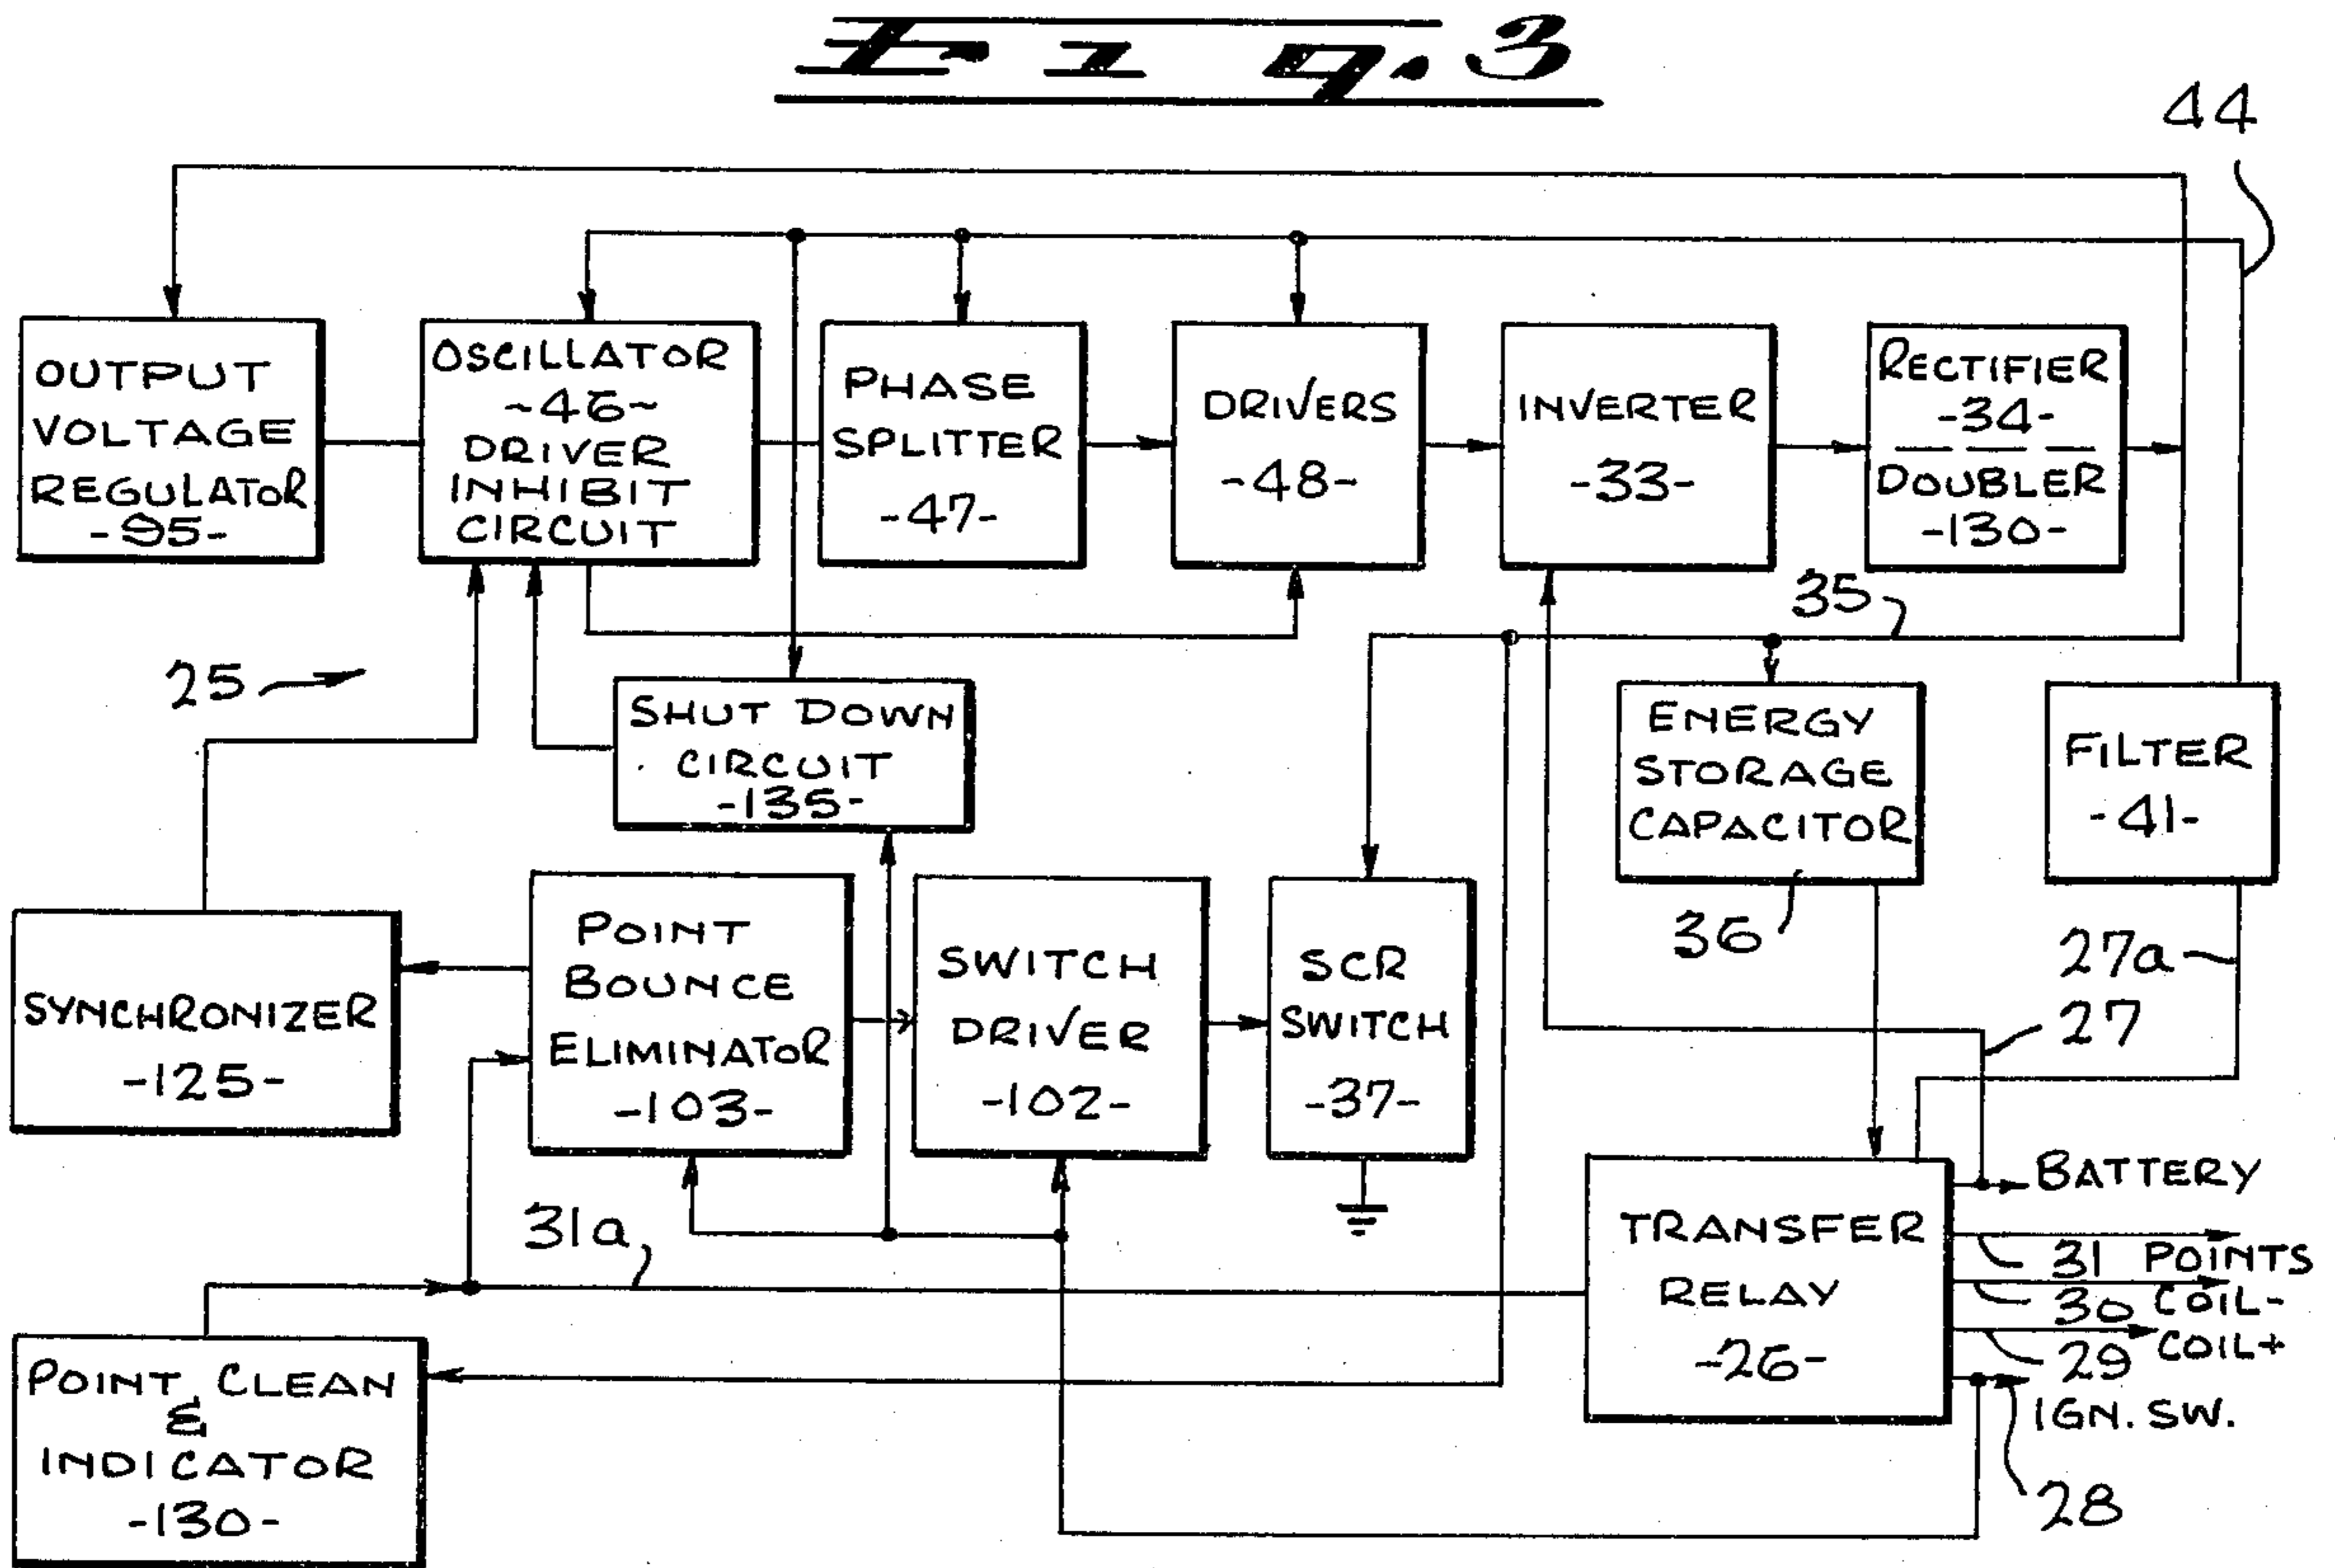 Fig. 3
44
OUTPUT
VOLTAGE
REGULATOR
-95-
OSCILLATOR
-46-
DRIVER
INHIBIT
CIRCUIT
PHASE
SPLITTER
-47-
DRIVERS
-48-
INVERTER
-33-
RECTIFIER
-34-
DOUBLER
-130-
35
25
SHUT DOWN
CIRCUIT
-135-
ENERGY
STORAGE
CAPACITOR
36
FILTER
-41-
27a
27
SYNCHRONIZER
-125-
POINT
BOUNCE
ELIMINATOR
-103-
SWITCH
DRIVER
-102-
SCR
SWITCH
-37-
31a
TRANSFER
RELAY
-26-
BATTERY
31 POINTS
30 COIL-
29 COIL+
IGN. SW.
28
POINT CLEAN
&
INDICATOR
-130-